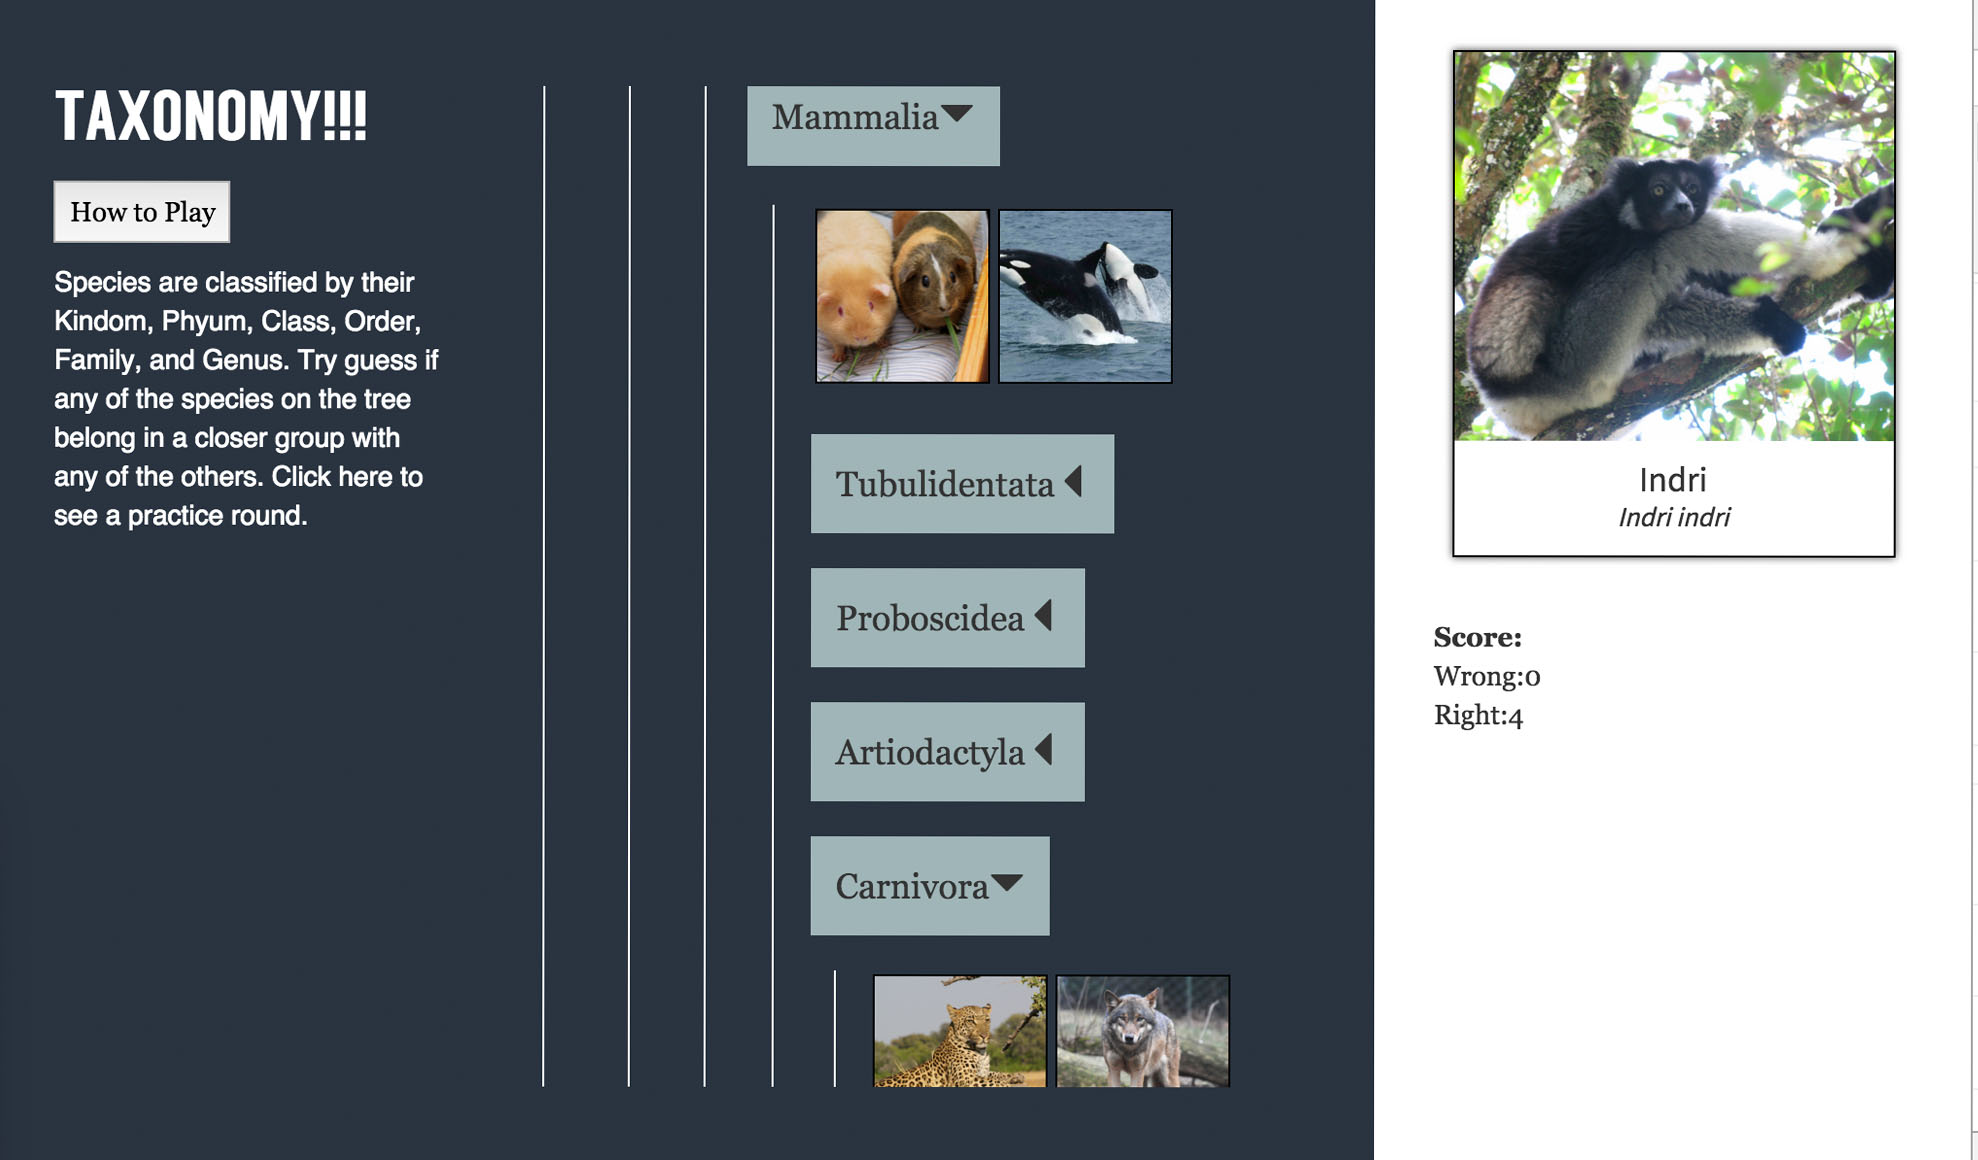 TAXONOMY!!!
How to Play
Species are classified by their
Kindom, Phyum, Class, Order,
Family, and Genus. Try guess if
any of the species on the tree
belong in a closer group with
any of the others. Click here to
see a practice round.
Mammalia
Tubulidentata
Proboscidea
Artiodactyla
Carnivora
Indri
Indri indri
Score:
Wrong:0
Right:4